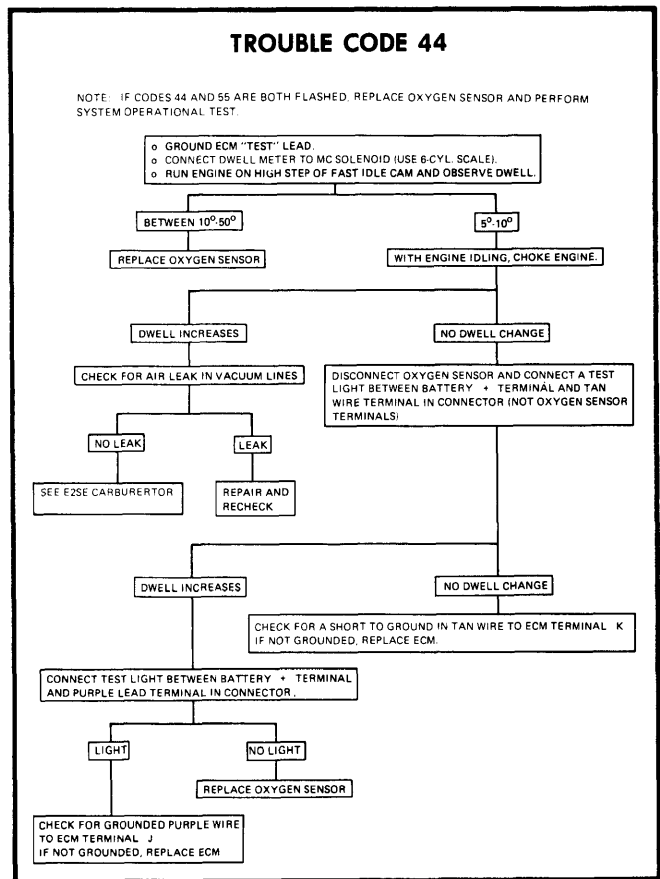 TROUBLE CODE 44
NOTE: IF CODES 44 AND 55 ARE BOTH FLASHED, REPLACE OXYGEN SENSOR AND PERFORM
SYSTEM OPERATIONAL TEST.
o GROUND ECM "TEST" LEAD.
o CONNECT DWELL METER TO MC SOLENOID (USE 6-CYL. SCALE).
o RUN ENGINE ON HIGH STEP OF FAST IDLE CAM AND OBSERVE DWELL.
BETWEEN 10°-50°
5°-10°
REPLACE OXYGEN SENSOR
WITH ENGINE IDLING, CHOKE ENGINE.
DWELL INCREASES
NO DWELL CHANGE
CHECK FOR AIR LEAK IN VACUUM LINES
DISCONNECT OXYGEN SENSOR AND CONNECT A TEST
LIGHT BETWEEN BATTERY + TERMINAL AND TAN
WIRE TERMINAL IN CONNECTOR (NOT OXYGEN SENSOR
TERMINALS)
NO LEAK
LEAK
SEE E2SE CARBURERTOR
REPAIR AND
RECHECK
DWELL INCREASES
NO DWELL CHANGE
CHECK FOR A SHORT TO GROUND IN TAN WIRE TO ECM TERMINAL K
IF NOT GROUNDED, REPLACE ECM.
CONNECT TEST LIGHT BETWEEN BATTERY + TERMINAL
AND PURPLE LEAD TERMINAL IN CONNECTOR.
LIGHT
NO LIGHT
REPLACE OXYGEN SENSOR
CHECK FOR GROUNDED PURPLE WIRE
TO ECM TERMINAL J
IF NOT GROUNDED, REPLACE ECM